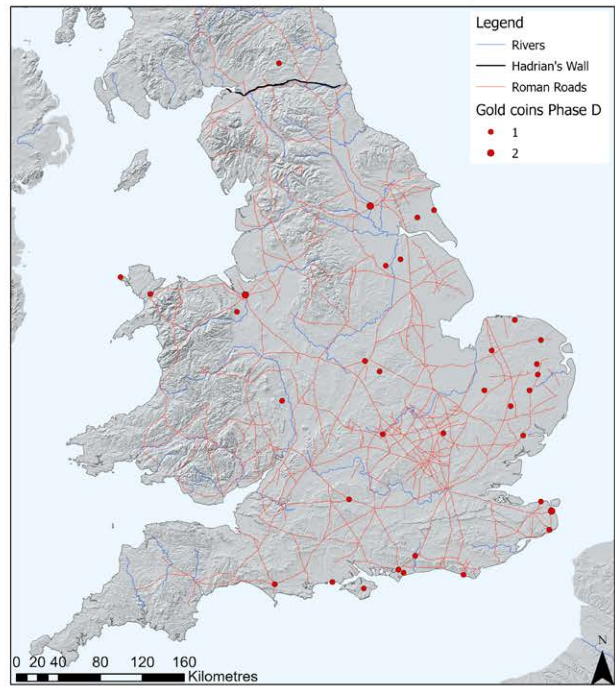 Legend
Rivers
Hadrian's Wall
Roman Roads
Gold coins Phase D
1
2
N
0 20 40 80 120 160
Kilometres